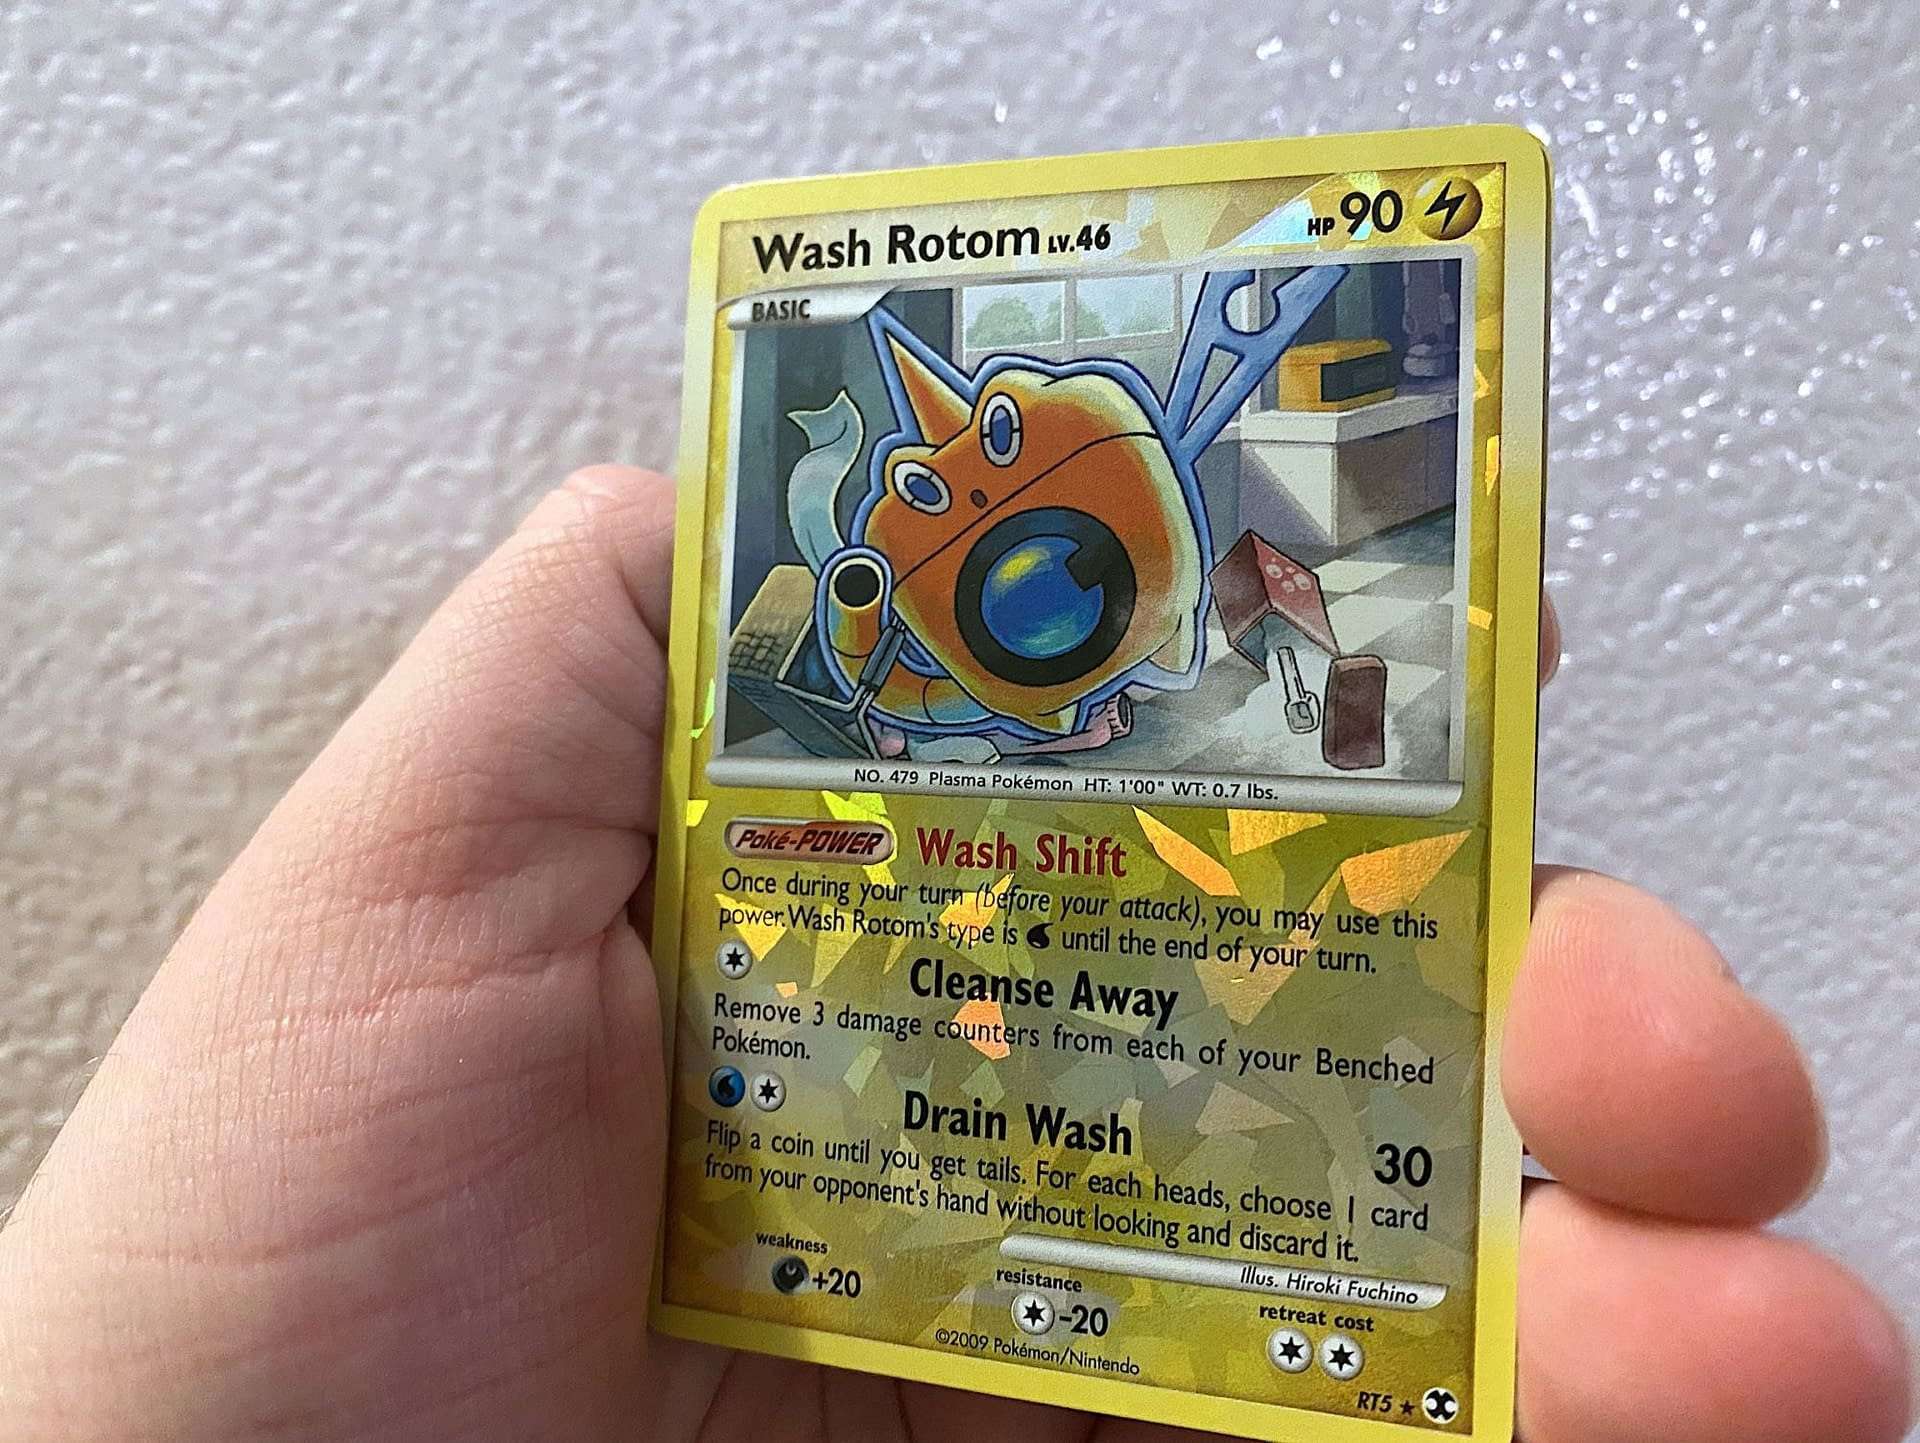 Wash Rotom LV.46
HP 90
BASIC
NO. 479 Plasma Pokémon HT: 1'00" WT: 0.7 lbs.
Poké-POWER Wash Shift
Once during your turn (before your attack), you may use this
power. Wash Rotom's type is until the end of your turn.
Cleanse Away
Remove 3 damage counters from each of your Benched
Pokémon.
Drain Wash 30
Flip a coin until you get tails. For each heads, choose 1 card
from your opponent's hand without looking and discard it.
Illus. Hiroki Fuchino
weakness
+20
resistance
-20
retreat cost
©2009 Pokémon/Nintendo
RT5